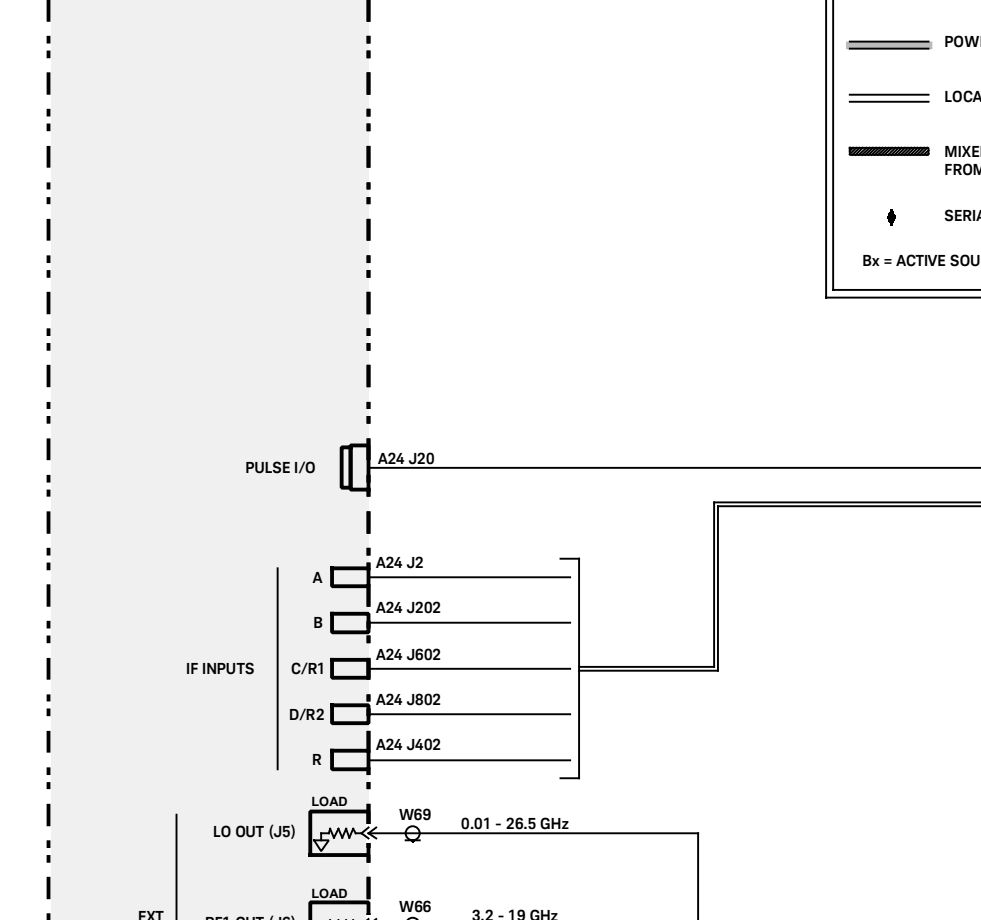 POW
LOCA
MIXE
FROM
SERIA
Bx = ACTIVE SOU
PULSE I/O
A24 J20
A24 J2
A
A24 J202
B
A24 J602
IF INPUTS
C/R1
A24 J802
D/R2
A24 J402
R
LOAD
W69
0.01 - 26.5 GHz
LO OUT (J5)
LOAD
W66
3.2 - 19 GHz
EXT